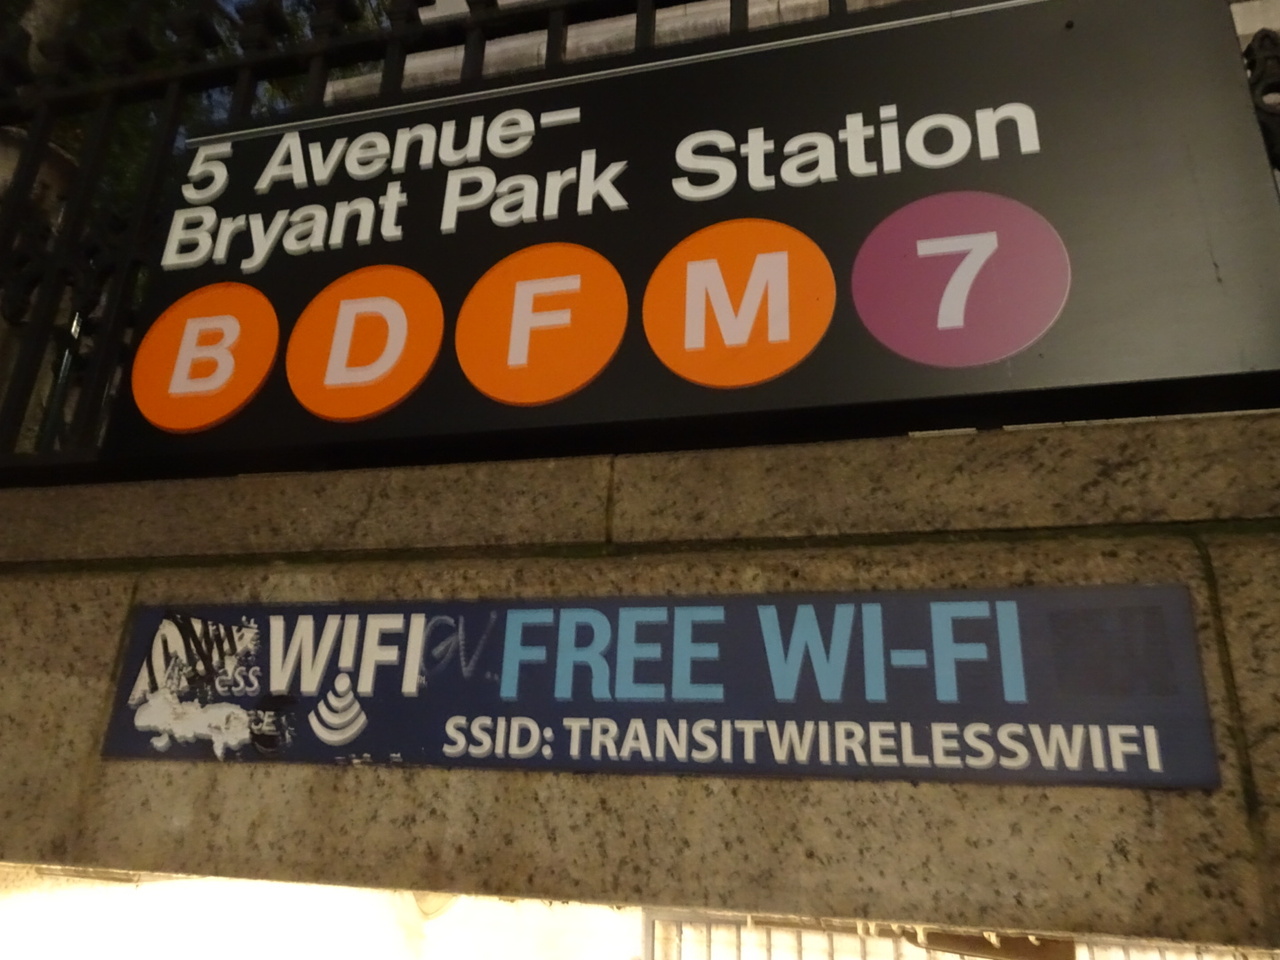 5 Avenue-
Bryant Park Station
B D F M 7
WIFI FREE WI-FI
SSID: TRANSITWIRELESSWIFI